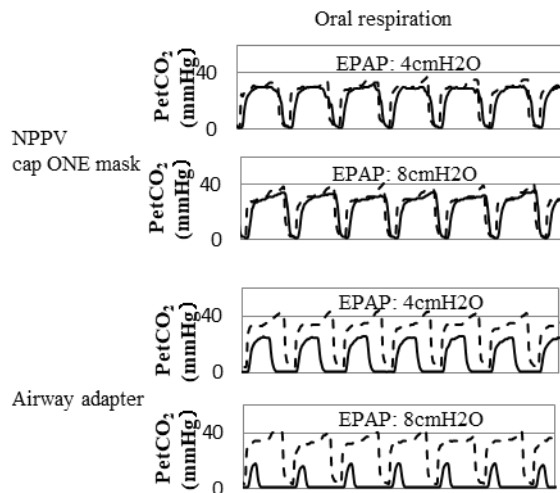 Oral respiration
EPAP: 4cmH2O
PetCO₂
(mmHg)
40
0
NPPV
cap ONE mask
EPAP: 8cmH2O
PetCO₂
(mmHg)
40
0
EPAP: 4cmH2O
PetCO₂
(mmHg)
40
0
Airway adapter
EPAP: 8cmH2O
PetCO₂
(mmHg)
40
0